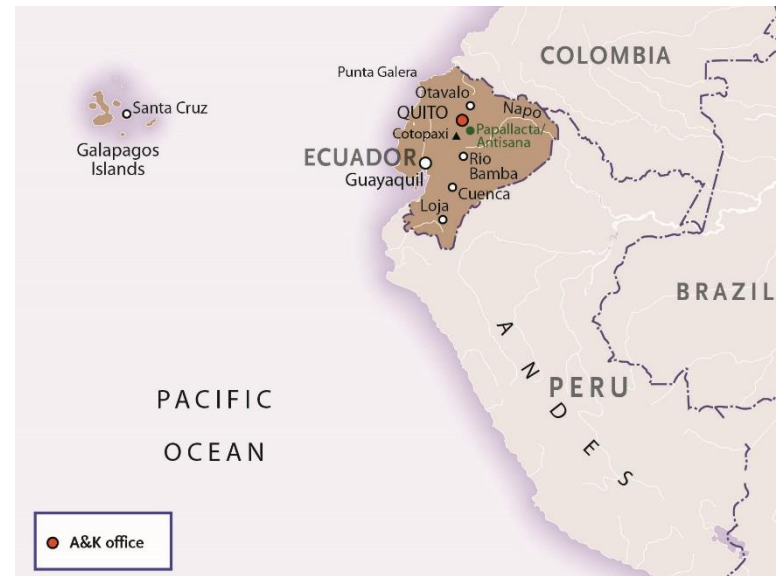 COLOMBIA
Punta Galera
Otavalo
QUITO
Napo
Santa Cruz
Cotopaxi
Papallacta/
Antisana
Galapagos
Islands
ECUADOR
Rio
Bamba
Guayaquil
Cuenca
Loja
BRAZIL
ANDES
PERU
PACIFIC
OCEAN
A&K office